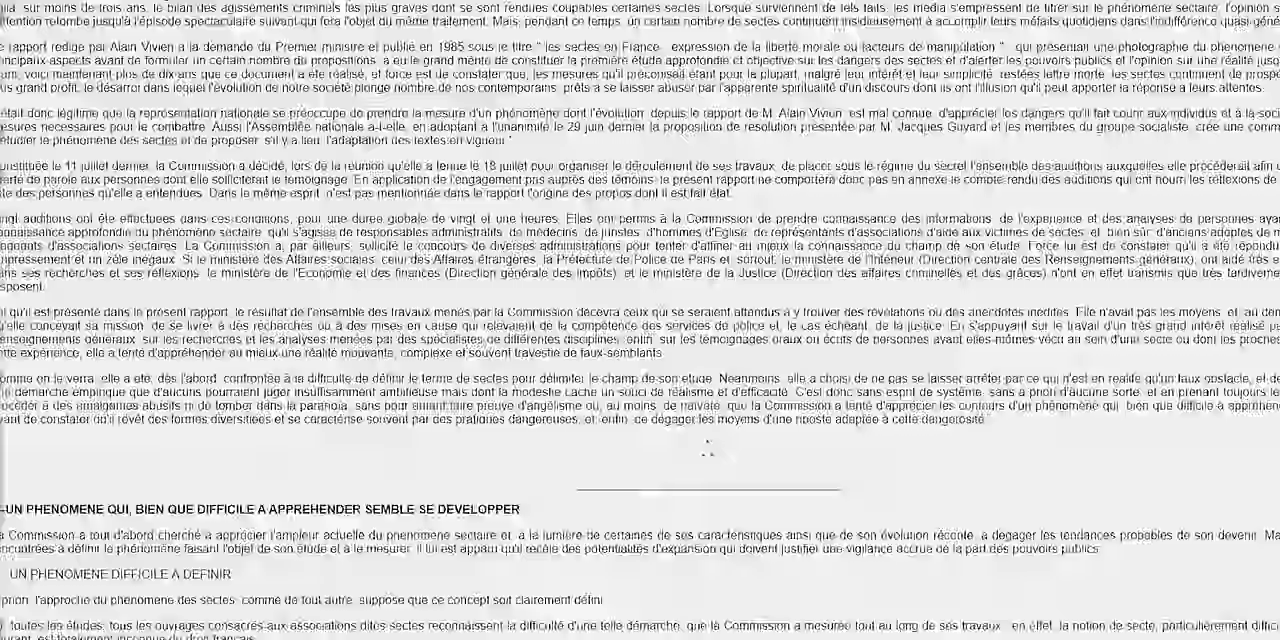 sur moins de trois ans, le bilan des agissements criminels les plus graves dont se sont rendues coupables certaines sectes. Lorsque surviennent de tels faits, les media s'empressent de titrer sur le phénomène sectaire, l'opinion
retombe jusqu'à l'épisode spectaculaire suivant qui fera l'objet du même traitement. Mais, pendant ce temps, un certain nombre de sectes continuent insidieusement à accomplir leurs méfaits quotidiens dans l'indifférence
rapport rédigé par Alain Vivien à la demande du Premier ministre et publié en 1985 sous le titre " les sectes en France : expression de la liberté morale ou facteurs de manipulation ", qui présentait une photographie du phénomène
aspects avant de formuler un certain nombre de propositions, a eu le grand mérite de constituer la première étude approfondie et objective sur les dangers des sectes et d'alerter les pouvoirs publics et l'opinion sur une réalité
voici maintenant plus de dix ans que ce document a été réalisé, et force est de constater que, les mesures qu'il préconisait étant pour la plupart, malgré leur intérêt et leur simplicité, restées lettre morte, les sectes continuent de
grand profit, le désarroi dans lequel l'évolution de notre société plonge nombre de nos contemporains, prêts à se laisser abuser par l'apparente spiritualité d'un discours dont ils ont l'illusion qu'il peut apporter la réponse à leurs attentes.
était donc légitime que la représentation nationale se préoccupe de prendre la mesure d'un phénomène dont l'évolution, depuis le rapport de M. Alain Vivien, est mal connue, d'apprécier les dangers qu'il fait courir aux individus et à la
nécessaires pour le combattre. Aussi l'Assemblée nationale a-t-elle, en adoptant à l'unanimité le 29 juin dernier la proposition de résolution présentée par M. Jacques Guyard et les membres du groupe socialiste, créé une
étudier le phénomène des sectes et de proposer, s'il y a lieu, l'adaptation des textes en vigueur "
le 11 juillet dernier, la Commission a décidé, lors de la réunion qu'elle a tenue le 18 juillet pour organiser le déroulement de ses travaux, de placer sous le régime du secret l'ensemble des auditions auxquelles elle procéderait afin
de parole aux personnes dont elle solliciterait le témoignage. En application de l'engagement pris auprès des témoins, le présent rapport ne comportera donc pas en annexe le compte rendu des auditions qui ont nourri les réflexions de
des personnes qu'elle a entendues. Dans le même esprit, n'est pas mentionnée dans le rapport l'origine des propos dont il est fait état.
auditions ont été effectuées dans ces conditions, pour une durée globale de vingt et une heures. Elles ont permis à la Commission de prendre connaissance des informations, de l'expérience et des analyses de personnes
approfondie du phénomène sectaire, qu'il s'agisse de responsables administratifs, de médecins, de juristes, d'hommes d'Eglise, de représentants d'associations d'aide aux victimes de sectes, et, bien sûr, d'anciens adeptes de
d'associations sectaires. La Commission a, par ailleurs, sollicité le concours de diverses administrations pour tenter d'affiner au mieux la connaissance du champ de son étude. Force lui est de constater qu'il a été
et un zèle inégaux. Si le ministère des Affaires sociales, celui des Affaires étrangères, la Préfecture de Police de Paris et, surtout, le ministère de l'Intérieur (Direction centrale des Renseignements généraux), ont aidé très
ses recherches et ses réflexions, le ministère de l'Economie et des finances (Direction générale des impôts), et le ministère de la Justice (Direction des affaires criminelles et des grâces) n'ont en effet transmis que très
qu'il est présenté dans le présent rapport, le résultat de l'ensemble des travaux menés par la Commission décevra ceux qui se seraient attendus à y trouver des révélations ou des anecdotes inédites. Elle n'avait pas les moyens, et, au
concevait sa mission, de se livrer à des recherches ou à des mises en cause qui relevaient de la compétence des services de police et, le cas échéant, de la justice. En s'appuyant sur le travail d'un très grand intérêt réalisé
généraux, sur les recherches et les analyses menées par des spécialistes de différentes disciplines, enfin, sur les témoignages oraux ou écrits de personnes ayant elles-mêmes vécu au sein d'une secte ou dont les proches
expérience, elle a tenté d'appréhender au mieux une réalité mouvante, complexe et souvent travestie de faux-semblants.
on le verra, elle a été, dès l'abord, confrontée à la difficulté de définir le terme de sectes pour délimiter le champ de son étude. Néanmoins, elle a choisi de ne pas se laisser arrêter par ce qui n'est en réalité qu'un faux obstacle, et
démarche empirique que d'aucuns pourraient juger insuffisamment ambitieuse mais dont la modestie cache un souci de réalisme et d'efficacité. C'est donc sans esprit de système, sans a priori d'aucune sorte, et en prenant toujours
à des amalgames abusifs ni de tomber dans la paranoïa, sans pour autant faire preuve d'angélisme ou, au moins, de naïveté, que la Commission a tenté d'apprécier les contours d'un phénomène qui, bien que difficile à
de constater qu'il revêt des formes diversifiées et se caractérise souvent par des pratiques dangereuses, et, enfin, de dégager les moyens d'une riposte adaptée à cette dangerosité.
UN PHENOMENE QUI, BIEN QUE DIFFICILE A APPREHENDER SEMBLE SE DEVELOPPER
Commission a tout d'abord cherché à apprécier l'ampleur actuelle du phénomène sectaire et, à la lumière de certaines de ses caractéristiques ainsi que de son évolution récente, à dégager les tendances probables de son devenir.
à définir le phénomène faisant l'objet de son étude et à le mesurer, il lui est apparu qu'il recèle des potentialités d'expansion qui doivent justifier une vigilance accrue de la part des pouvoirs publics.
UN PHENOMENE DIFFICILE A DEFINIR
l'approche du phénomène des sectes, comme de tout autre, suppose que ce concept soit clairement défini.
toutes les études, tous les ouvrages consacrés aux associations dites sectes reconnaissent la difficulté d'une telle démarche, que la Commission a mesurée tout au long de ses travaux : en effet, la notion de secte, particulièrement
est totalement inconnue du droit français.